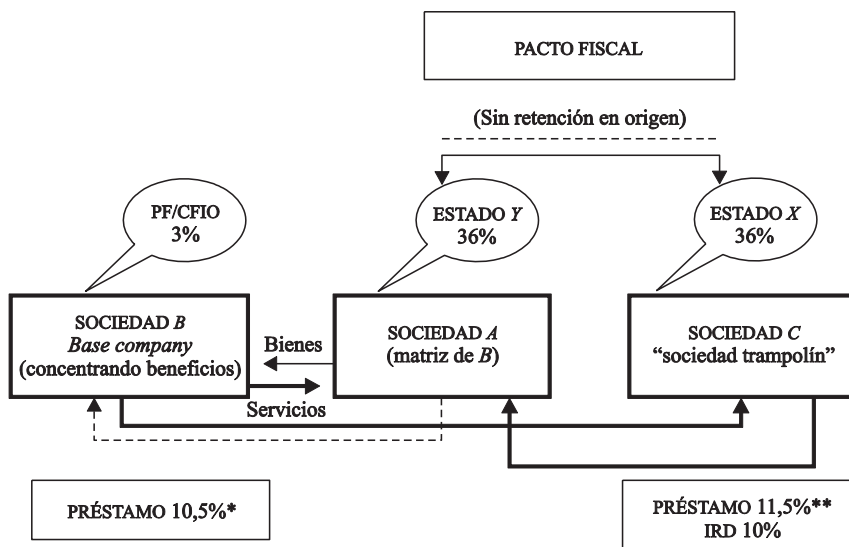 PACTO FISCAL
(Sin retención en origen)
PF/CFIO
3%
ESTADO Y
36%
ESTADO X
36%
SOCIEDAD B
Base company
(concentrando beneficios)
Bienes
Servicios
SOCIEDAD A
(matriz de B)
SOCIEDAD C
“sociedad trampolín”
PRÉSTAMO 10,5%*
PRÉSTAMO 11,5%**
IRD 10%